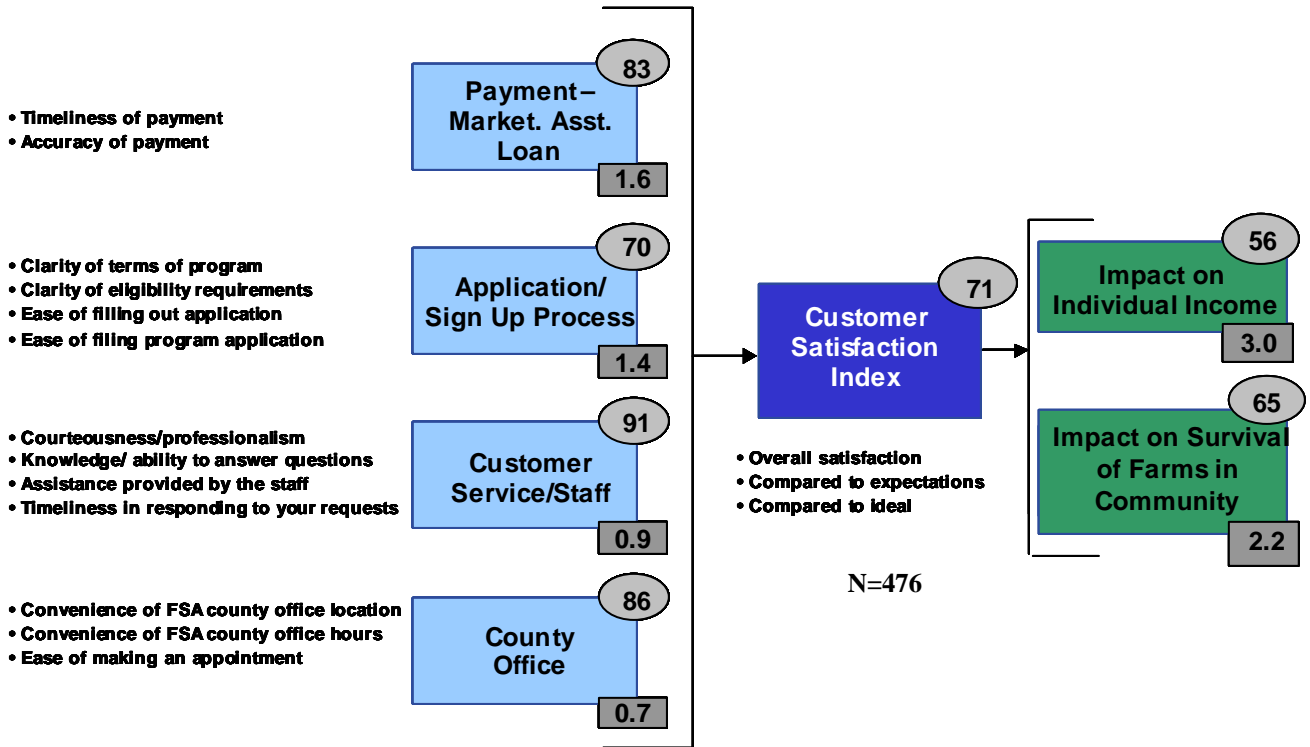 83
Payment –
Market. Asst.
Loan
1.6
• Timeliness of payment
• Accuracy of payment
70
Application/
Sign Up Process
1.4
• Clarity of terms of program
• Clarity of eligibility requirements
• Ease of filling out application
• Ease of filing program application
91
Customer
Service/Staff
0.9
• Courteousness/professionalism
• Knowledge/ ability to answer questions
• Assistance provided by the staff
• Timeliness in responding to your requests
86
County
Office
0.7
• Convenience of FSA county office location
• Convenience of FSA county office hours
• Ease of making an appointment
71
Customer
Satisfaction
Index
• Overall satisfaction
• Compared to expectations
• Compared to ideal
N=476
56
Impact on
Individual Income
3.0
65
Impact on Survival
of Farms in
Community
2.2